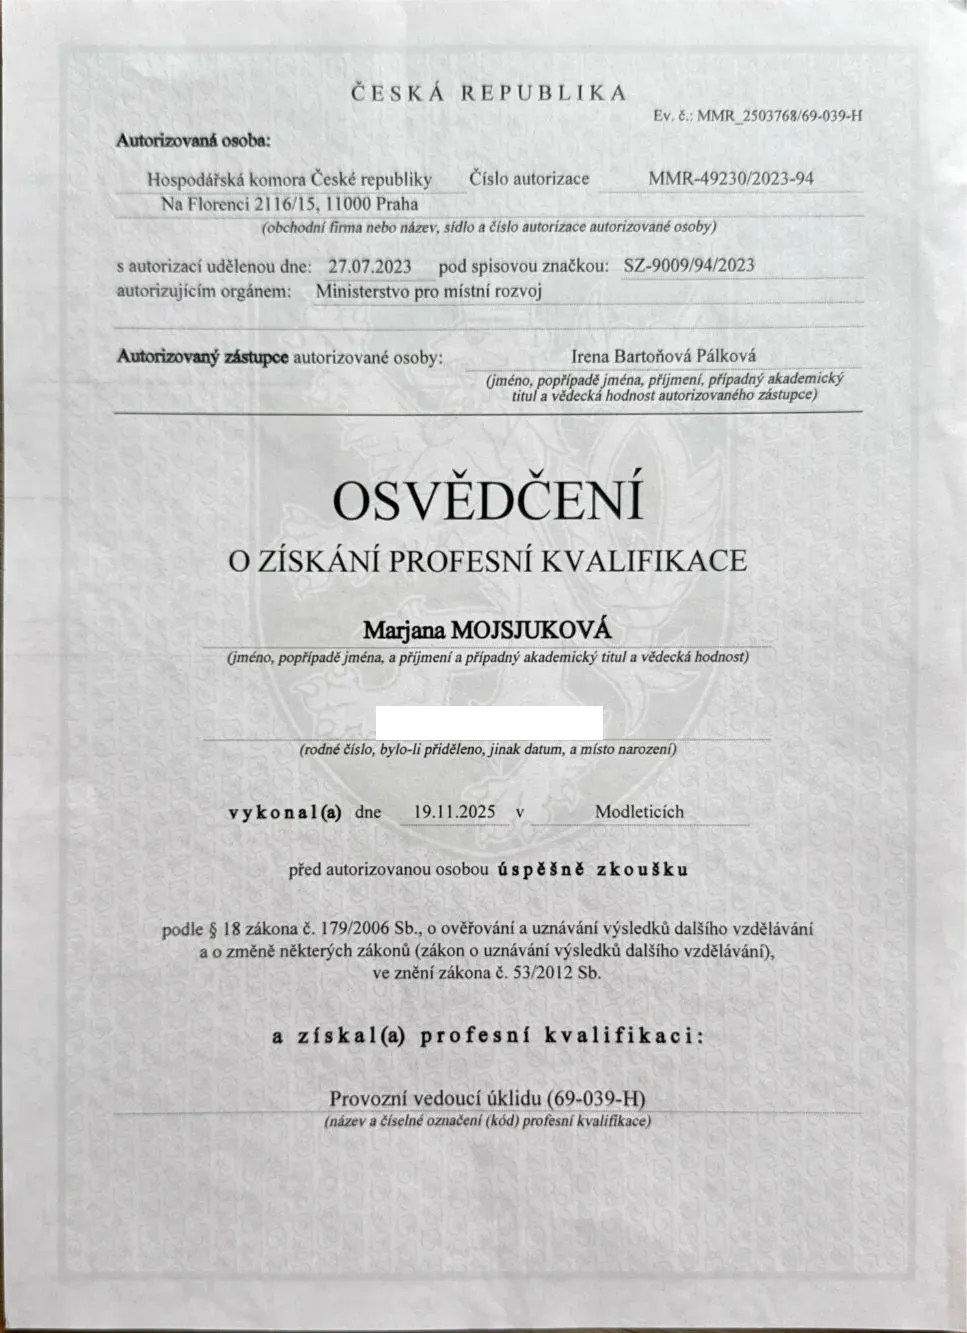 ČESKÁ REPUBLIKA
Ev. č.: MMR_2503768/69-039-H
Autorizovaná osoba:
Hospodářská komora České republiky Číslo autorizace MMR-49230/2023-94
Na Florenci 2116/15, 11000 Praha
(obchodní firma nebo název, sídlo a číslo autorizace autorizované osoby)
s autorizací udělenou dne: 27.07.2023 pod spisovou značkou: SZ-9009/94/2023
autorizujícím orgánem: Ministerstvo pro místní rozvoj
Autorizovaný zástupce autorizované osoby: Irena Bartoňová Pálková
(jméno, popřípadě jména, příjmení, případný akademický
titul a vědecká hodnost autorizovaného zástupce)
OSVĚDČENÍ
O ZÍSKÁNÍ PROFESNÍ KVALIFIKACE
Marjana MOJSJUKOVÁ
(jméno, popřípadě jména, a příjmení a případný akademický titul a vědecká hodnost)
(rodné číslo, bylo-li přiděleno, jinak datum, a místo narození)
vykonal(a) dne 19.11.2025 v Modleticích
před autorizovanou osobou úspěšně zkoušku
podle § 18 zákona č. 179/2006 Sb., o ověřování a uznávání výsledků dalšího vzdělávání
a o změně některých zákonů (zákon o uznávání výsledků dalšího vzdělávání),
ve znění zákona č. 53/2012 Sb.
a získal(a) profesní kvalifikaci:
Provozní vedoucí úklidu (69-039-H)
(název a číselné označení (kód) profesní kvalifikace)